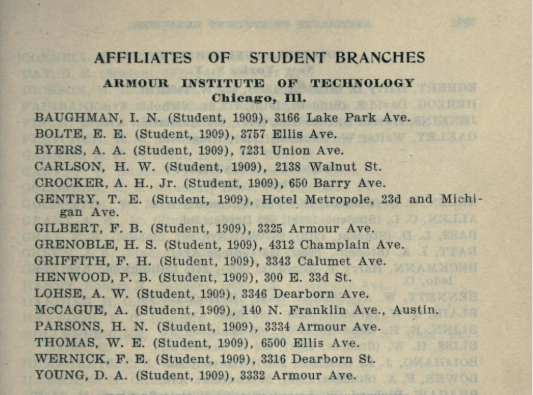 AFFILIATES OF STUDENT BRANCHES
ARMOUR INSTITUTE OF TECHNOLOGY
Chicago, Ill.
BAUGHMAN, I. N. (Student, 1909), 3166 Lake Park Ave.
BOLTE, E. E. (Student, 1909), 3757 Ellis Ave.
BYERS, A. A. (Student, 1909), 7231 Union Ave.
CARLSON, H. W. (Student, 1909), 2138 Walnut St.
CROCKER, A. H., Jr. (Student, 1909), 650 Barry Ave.
GENTRY, T. E. (Student, 1909), Hotel Metropole, 23d and Michi-
gan Ave.
GILBERT, F. B. (Student, 1909), 3325 Armour Ave.
GRENOBLE, H. S. (Student, 1909), 4312 Champlain Ave.
GRIFFITH, F. H. (Student, 1909), 3343 Calumet Ave.
HENWOOD, P. B. (Student, 1909), 300 E. 33d St.
LOHSE, A. W. (Student, 1909), 3346 Dearborn Ave.
McCAGUE, A. (Student, 1909), 140 N. Franklin Ave., Austin.
PARSONS, H. N. (Student, 1909), 3334 Armour Ave.
THOMAS, W. E. (Student, 1909), 6500 Ellis Ave.
WERNICK, F. E. (Student, 1909), 3316 Dearborn St.
YOUNG, D. A. (Student, 1909), 3332 Armour Ave.